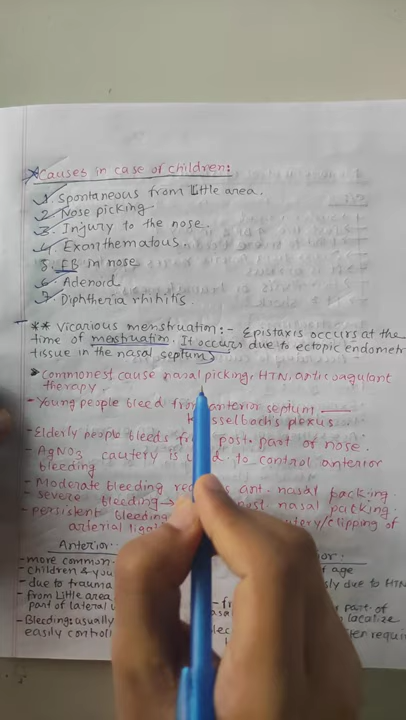 *Causes in case of children:
1. Spontaneous from Little area.
2. Nose picking
3. Injury to the nose.
4. Exanthematous.
5. FB in nose
6. Adenoid
7. Diphtheria rhihitis.
** Vicarious menstruation:- Epistaxis occurs at the
time of menstruation. It occurs due to ectopic endometr
tissue in the nasal septum
Commonest cause nasal picking, HTN, anticoagulant
therapy.
- Young people bleed from anterior septum
Kiesselbach's plexus.
- Elderly people bleeds from post. part of nose.
- AgNO3 cautery is used to control anterior
bleeding
- Moderate bleeding ant. nasal packing.
- severe bleeding → post nasal packing.
- persistent bleeding cautery/clipping of
arterial
Anterior
- more common
- children & of age
- due to trauma due to HTN
- from Little area part of
part of lateral localize
- Bleeding: usually
easily